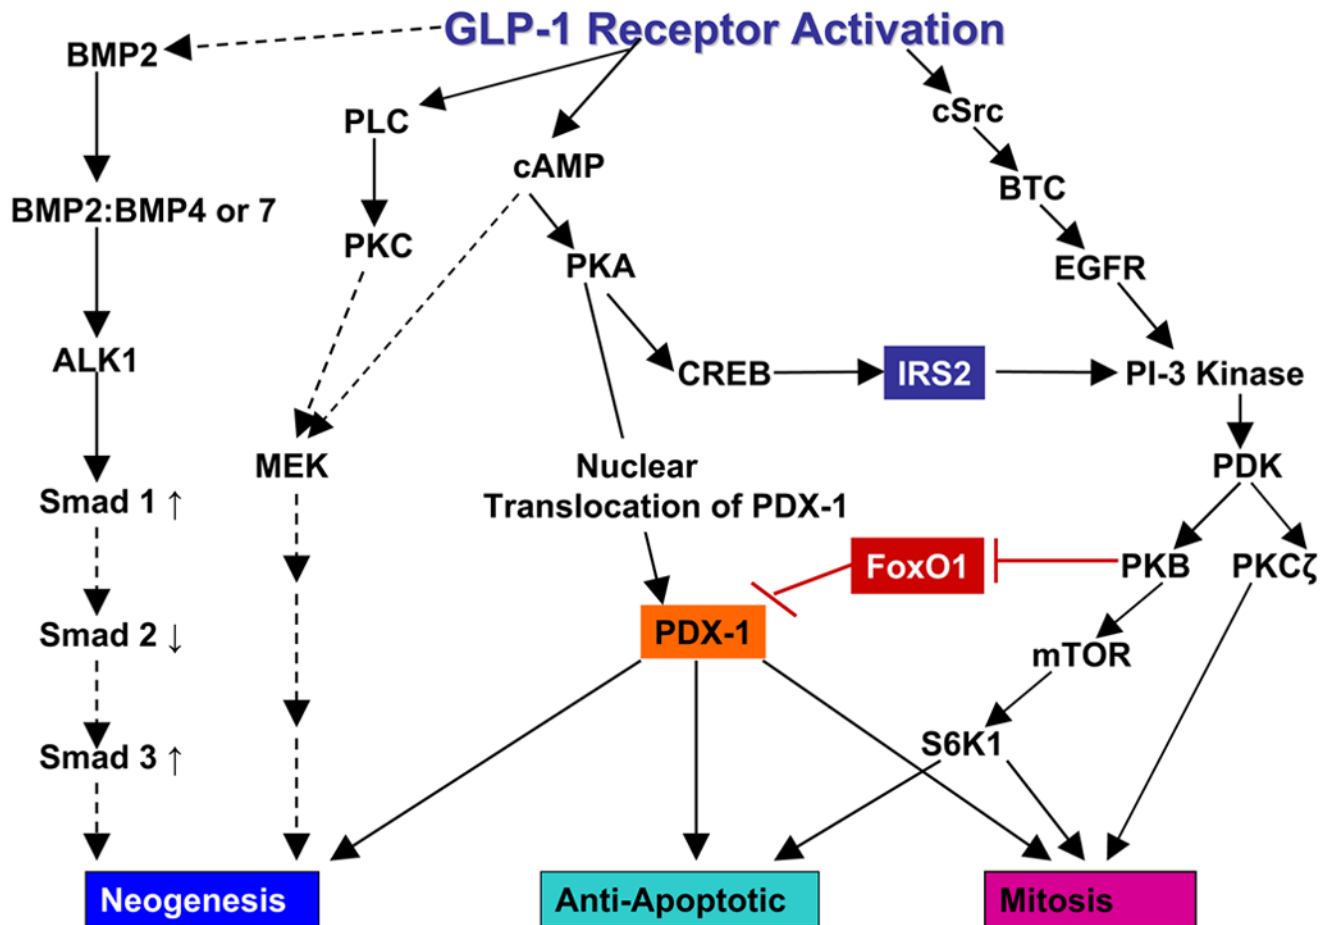 GLP-1 Receptor Activation
BMP2
PLC
cSrc
cAMP
BTC
BMP2:BMP4 or 7
PKC
PKA
EGFR
ALK1
CREB
IRS2
PI-3 Kinase
MEK
Nuclear
Translocation of PDX-1
PDK
Smad 1 ↑
FoxO1
PKB
PKCζ
Smad 2 ↓
PDX-1
mTOR
Smad 3 ↑
S6K1
Neogenesis
Anti-Apoptotic
Mitosis